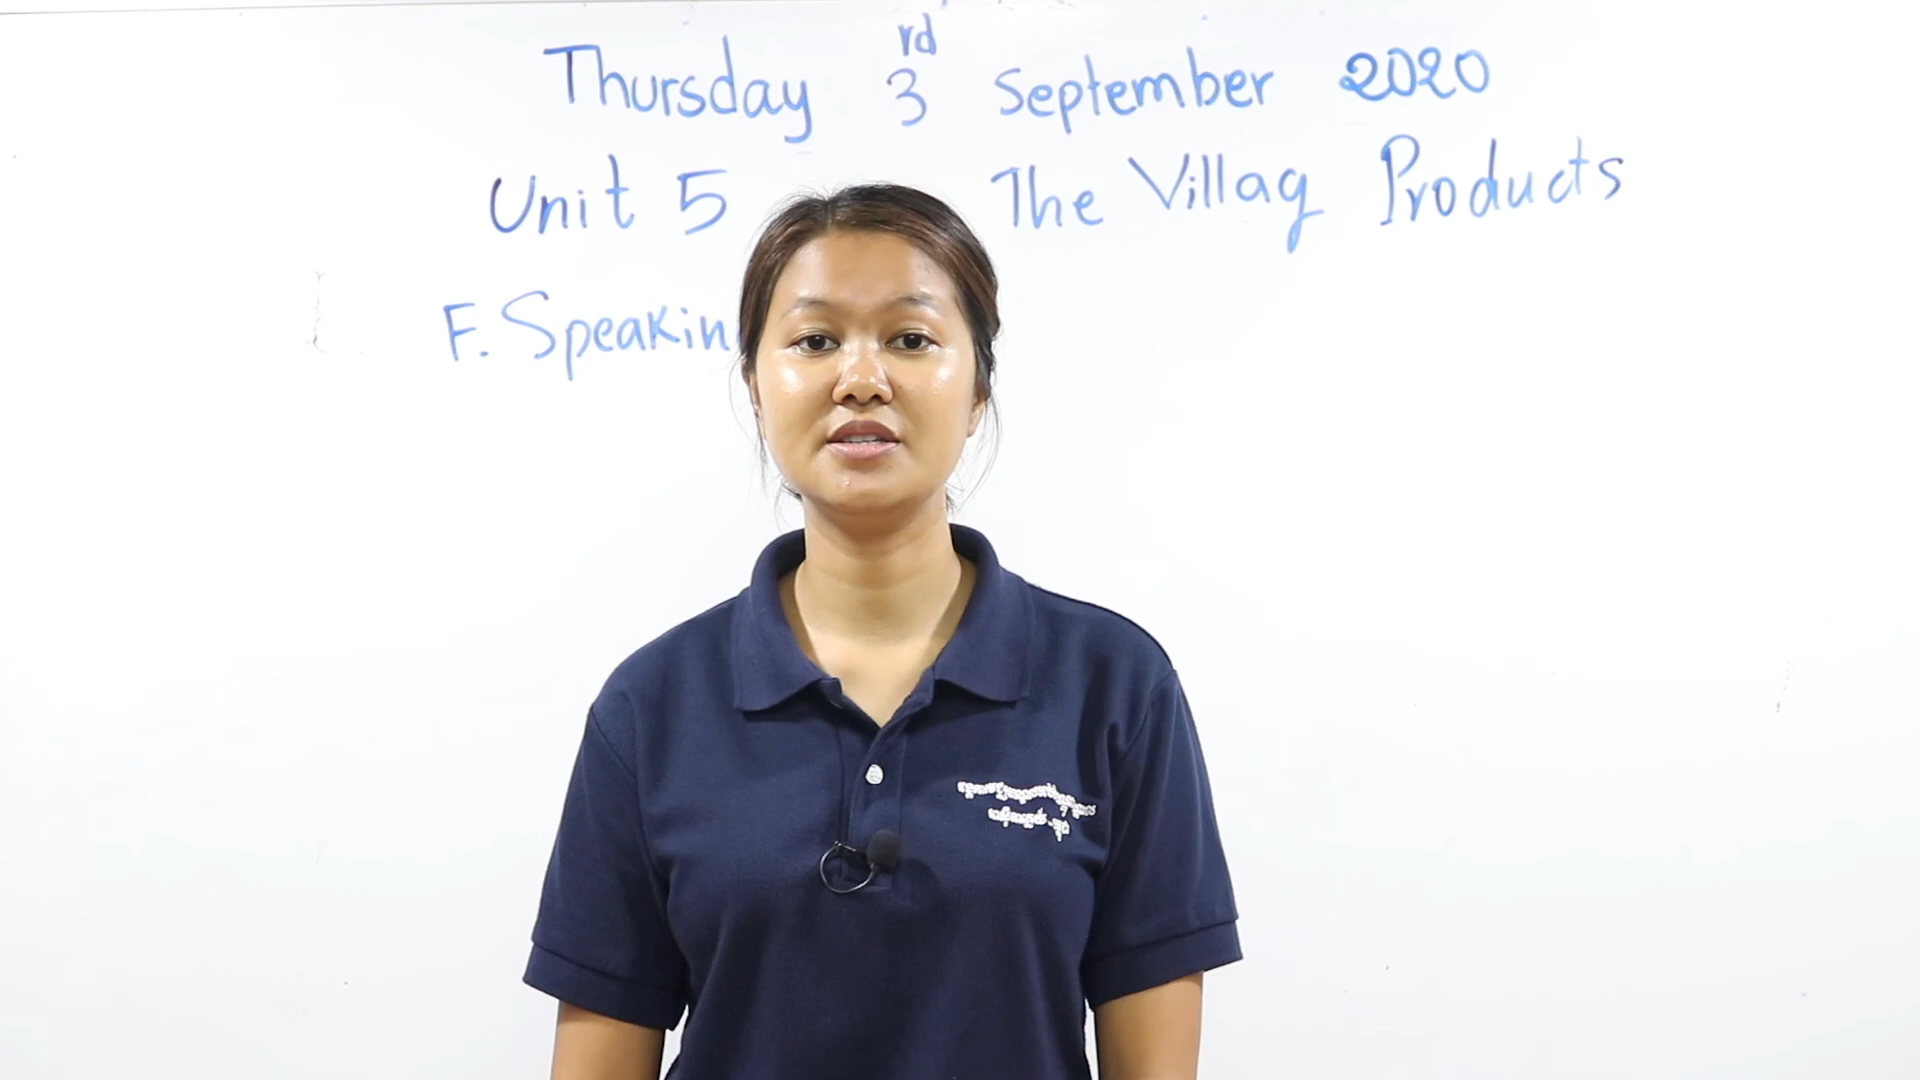 Thursday 3rd September 2020
Unit 5 The Villag Products
F. Speakin